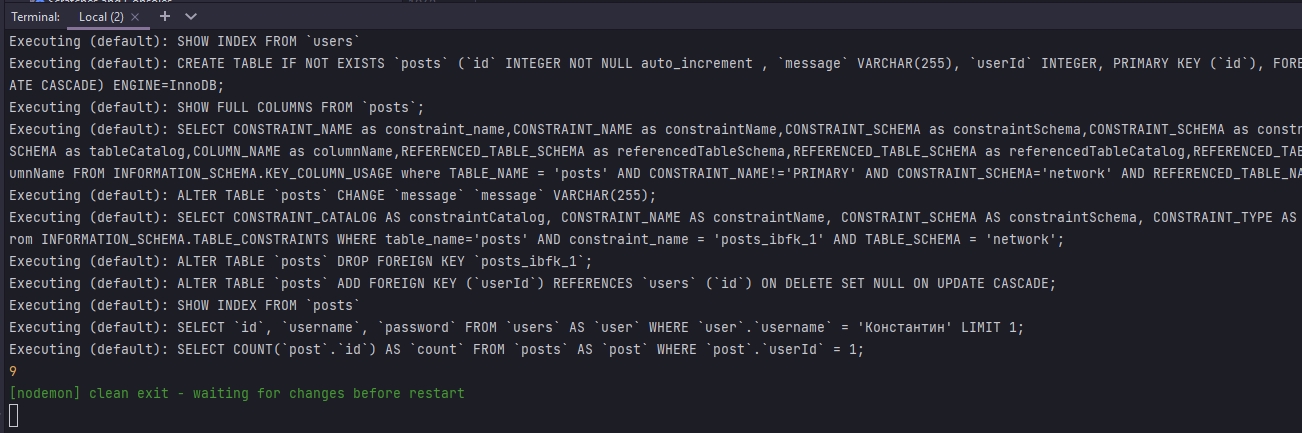 Terminal: Local (2) × +
Executing (default): SHOW INDEX FROM `users`
Executing (default): CREATE TABLE IF NOT EXISTS `posts` (`id` INTEGER NOT NULL auto_increment , `message` VARCHAR(255), `userId` INTEGER, PRIMARY KEY (`id`), FORE
ATE CASCADE) ENGINE=InnoDB;
Executing (default): SHOW FULL COLUMNS FROM `posts`;
Executing (default): SELECT CONSTRAINT_NAME as constraint_name,CONSTRAINT_NAME as constraintName,CONSTRAINT_SCHEMA as constraintSchema,CONSTRAINT_SCHEMA as constr
SCHEMA as tableCatalog,COLUMN_NAME as columnName,REFERENCED_TABLE_SCHEMA as referencedTableSchema,REFERENCED_TABLE_SCHEMA as referencedTableCatalog,REFERENCED_TAB
umnName FROM INFORMATION_SCHEMA.KEY_COLUMN_USAGE where TABLE_NAME = 'posts' AND CONSTRAINT_NAME!='PRIMARY' AND CONSTRAINT_SCHEMA='network' AND REFERENCED_TABLE_NA
Executing (default): ALTER TABLE `posts` CHANGE `message` `message` VARCHAR(255);
Executing (default): SELECT CONSTRAINT_CATALOG AS constraintCatalog, CONSTRAINT_NAME AS constraintName, CONSTRAINT_SCHEMA AS constraintSchema, CONSTRAINT_TYPE AS
rom INFORMATION_SCHEMA.TABLE_CONSTRAINTS WHERE table_name='posts' AND constraint_name = 'posts_ibfk_1' AND TABLE_SCHEMA = 'network';
Executing (default): ALTER TABLE `posts` DROP FOREIGN KEY `posts_ibfk_1`;
Executing (default): ALTER TABLE `posts` ADD FOREIGN KEY (`userId`) REFERENCES `users` (`id`) ON DELETE SET NULL ON UPDATE CASCADE;
Executing (default): SHOW INDEX FROM `posts`
Executing (default): SELECT `id`, `username`, `password` FROM `users` AS `user` WHERE `user`.`username` = 'Константин' LIMIT 1;
Executing (default): SELECT COUNT(`post`.`id`) AS `count` FROM `posts` AS `post` WHERE `post`.`userId` = 1;
9
[nodemon] clean exit - waiting for changes before restart